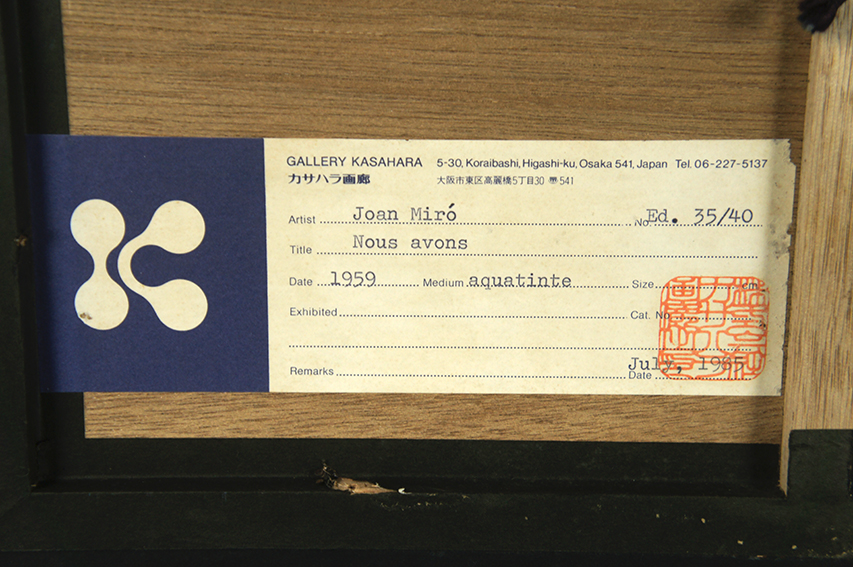 GALLERY KASAHARA 5-30, Koraibashi, Higashi-ku, Osaka 541, Japan Tel. 06-227-5137
カサハラ画廊 大阪市東区高麗橋5丁目30 〠541
Artist Joan Miró No. Ed. 35/40
Title Nous avons
Date 1959 Medium aquatinte Size cm
Exhibited Cat. No.
Remarks Date July, 1985